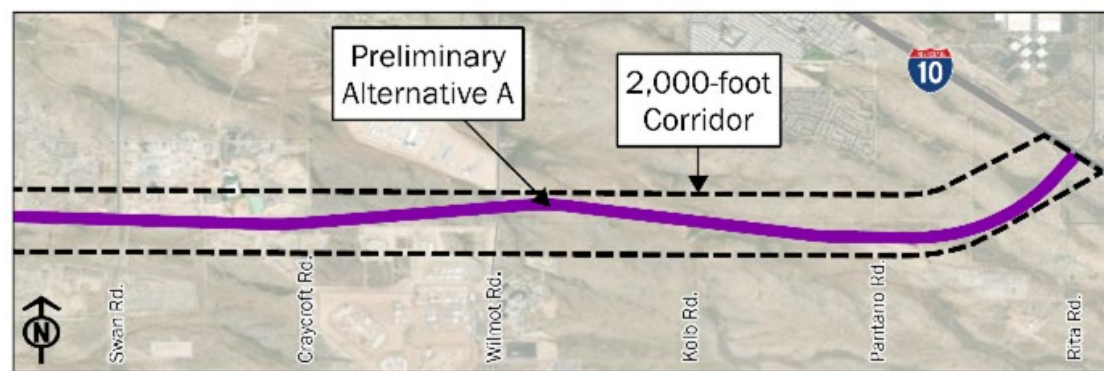 Preliminary
Alternative A
2,000-foot
Corridor
10
N
Swan Rd.
Craycroft Rd.
Wilmot Rd.
Kolb Rd.
Pantano Rd.
Rita Rd.